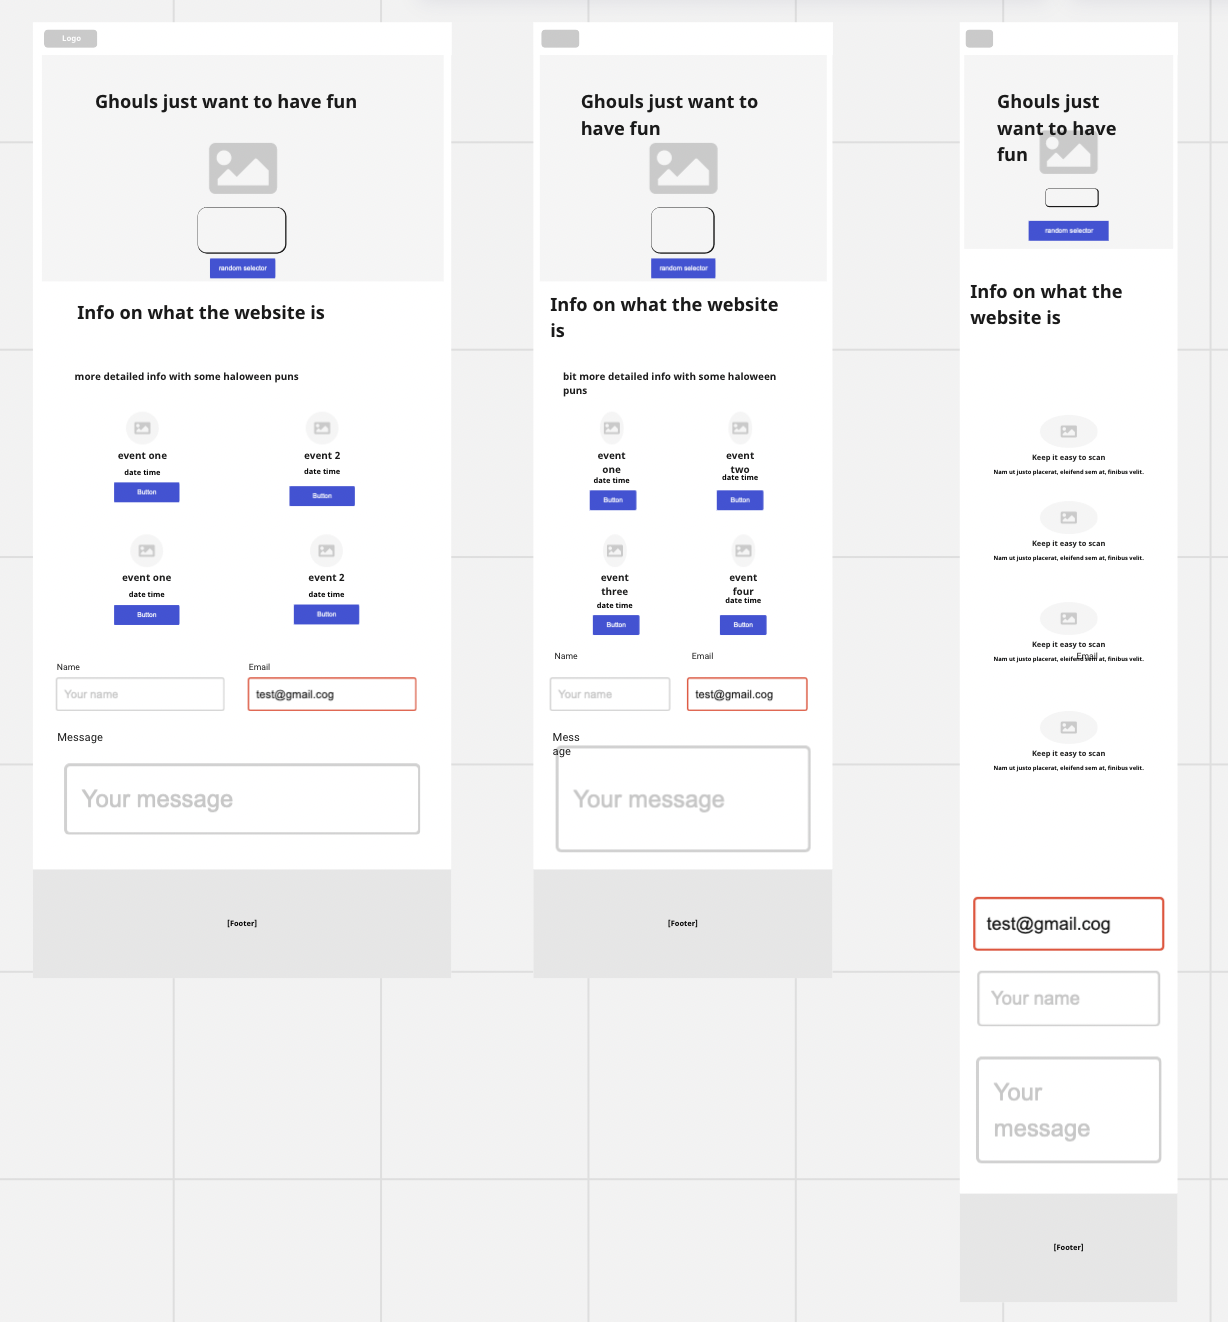 Logo
Ghouls just want to have fun
random selector
Info on what the website is
more detailed info with some haloween puns
event one
date time
Button
event 2
date time
Button
event one
date time
Button
event 2
date time
Button
Name
Your name
Email
test@gmail.cog
Message
Your message
[Footer]
Ghouls just want to
have fun
random selector
Info on what the website
is
bit more detailed info with some haloween
puns
event
one
date time
Button
event
two
date time
Button
event
three
date time
Button
event
four
date time
Button
Name
Your name
Email
test@gmail.cog
Mess
age
Your message
[Footer]
Ghouls just
want to have
fun
random selector
Info on what the
website is
Keep it easy to scan
Nam ut justo placerat, eleifend sem at, finibus velit.
Keep it easy to scan
Nam ut justo placerat, eleifend sem at, finibus velit.
Keep it easy to scan
Email
Nam ut justo placerat, eleifend sem at, finibus velit.
Keep it easy to scan
Nam ut justo placerat, eleifend sem at, finibus velit.
test@gmail.cog
Your name
Your
message
[Footer]